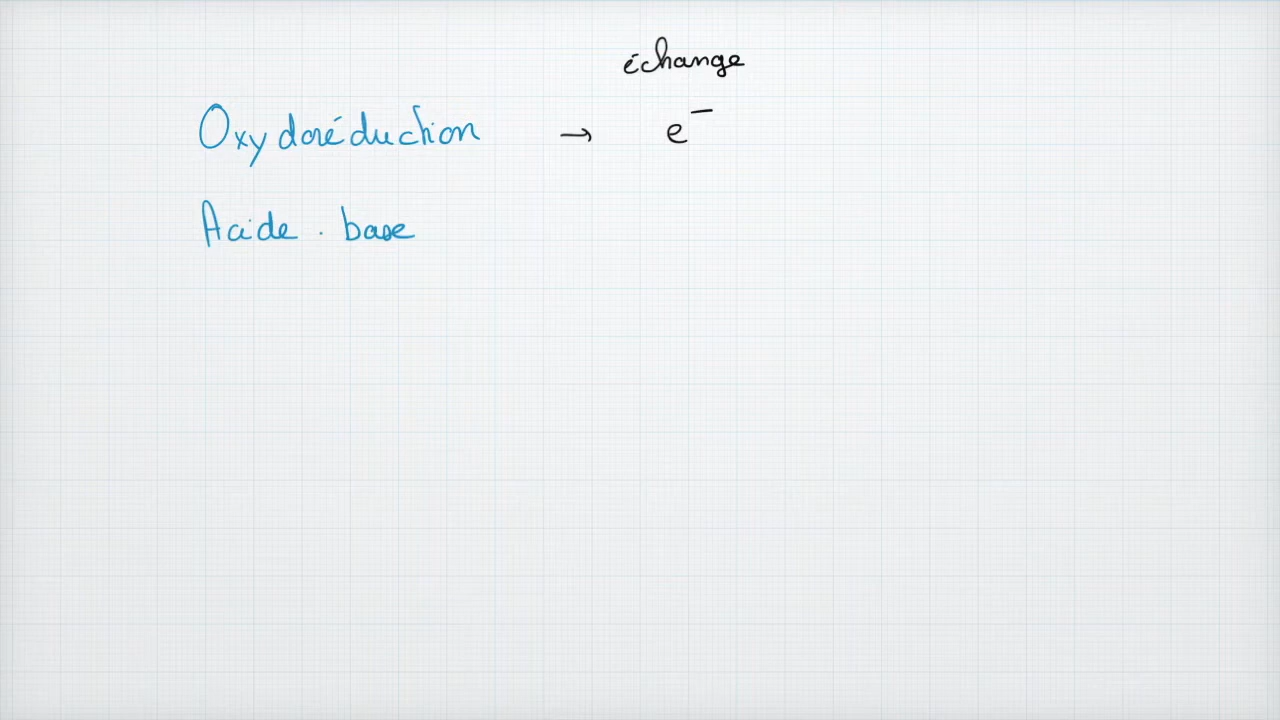 échange
Oxydoréduction → e⁻
Acide - base